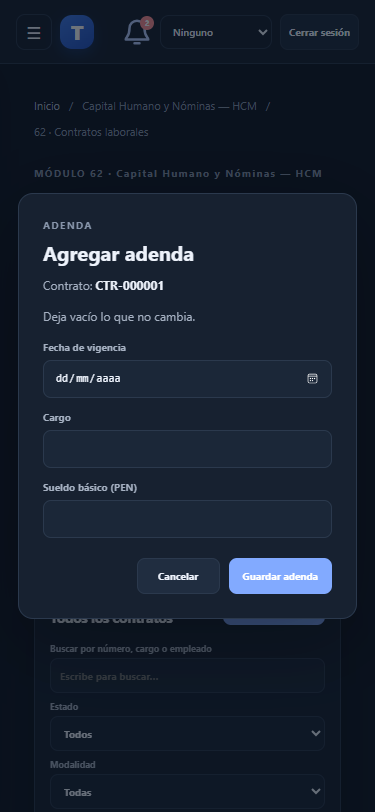 ☰ T 2 Ninguno Cerrar sesión
Inicio / Capital Humano y Nóminas — HCM /
62 · Contratos laborales
MÓDULO 62 · Capital Humano y Nóminas — HCM
ADENDA
Agregar adenda
Contrato: CTR-000001
Deja vacío lo que no cambia.
Fecha de vigencia
dd/mm/aaaa
Cargo
Sueldo básico (PEN)
Cancelar Guardar adenda
Todos los contratos
Buscar por número, cargo o empleado
Escribe para buscar...
Estado
Todos
Modalidad
Todas